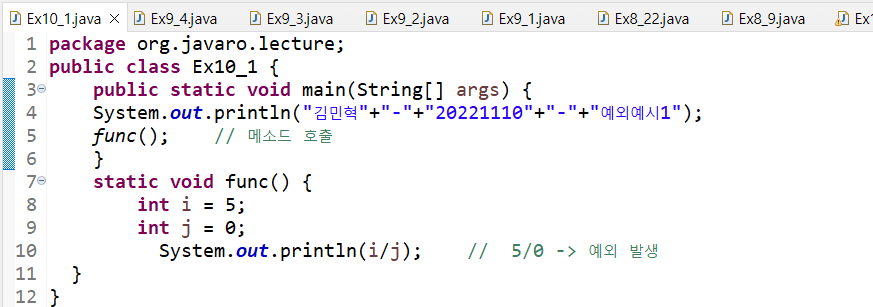 Ex10_1.java Ex9_4.java Ex9_3.java Ex9_2.java Ex9_1.java Ex8_22.java Ex8_9.java Ex1
1 package org.javaro.lecture;
2 public class Ex10_1 {
3 public static void main(String[] args) {
4 System.out.println("김민혁"+"-"+"20221110"+"-"+"예외예시1");
5 func(); // 메소드 호출
6 }
7 static void func() {
8 int i = 5;
9 int j = 0;
10 System.out.println(i/j); // 5/0 -> 예외 발생
11 }
12 }